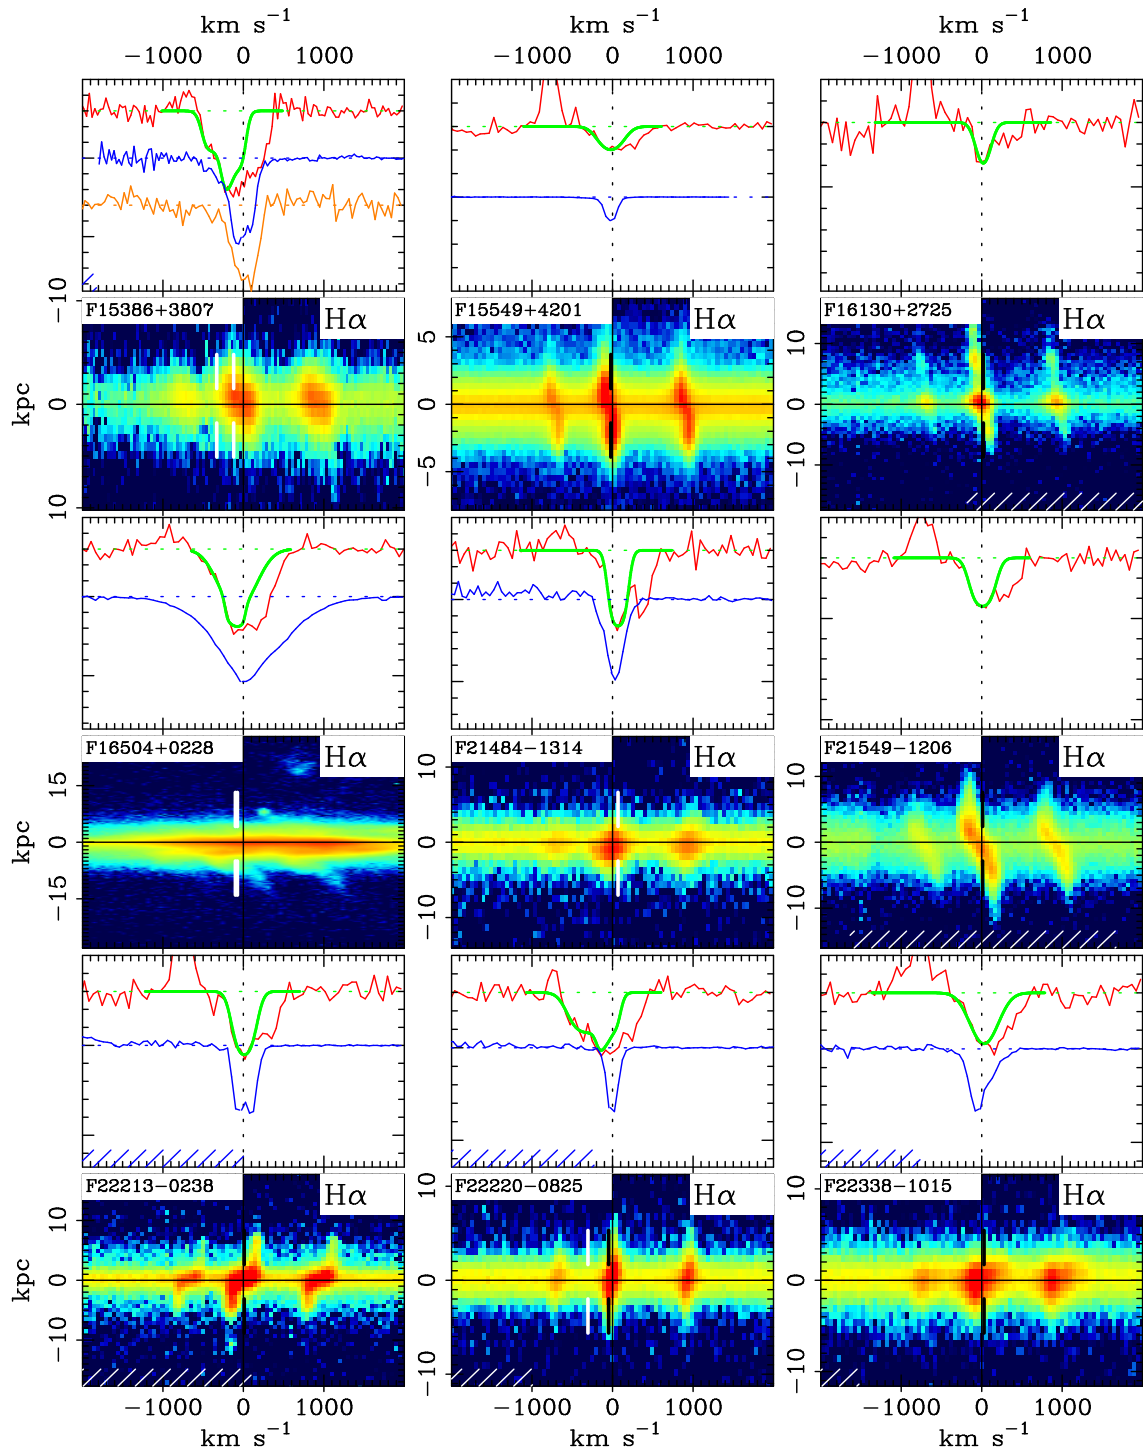 km s⁻¹ km s⁻¹ km s⁻¹
−1000 0 1000 −1000 0 1000 −1000 0 1000
F15386+3807 Hα F15549+4201 Hα F16130+2725 Hα
kpc
−10 0 10
5 0 −5
10 0 −10
F16504+0228 Hα F21484−1314 Hα F21549−1206 Hα
kpc
15 0 −15
10 0 −10
10 0 −10
F22213−0238 Hα F22220−0825 Hα F22338−1015 Hα
kpc
10 0 −10
10 0 −10
10 0 −10
−1000 0 1000 −1000 0 1000 −1000 0 1000
km s⁻¹ km s⁻¹ km s⁻¹